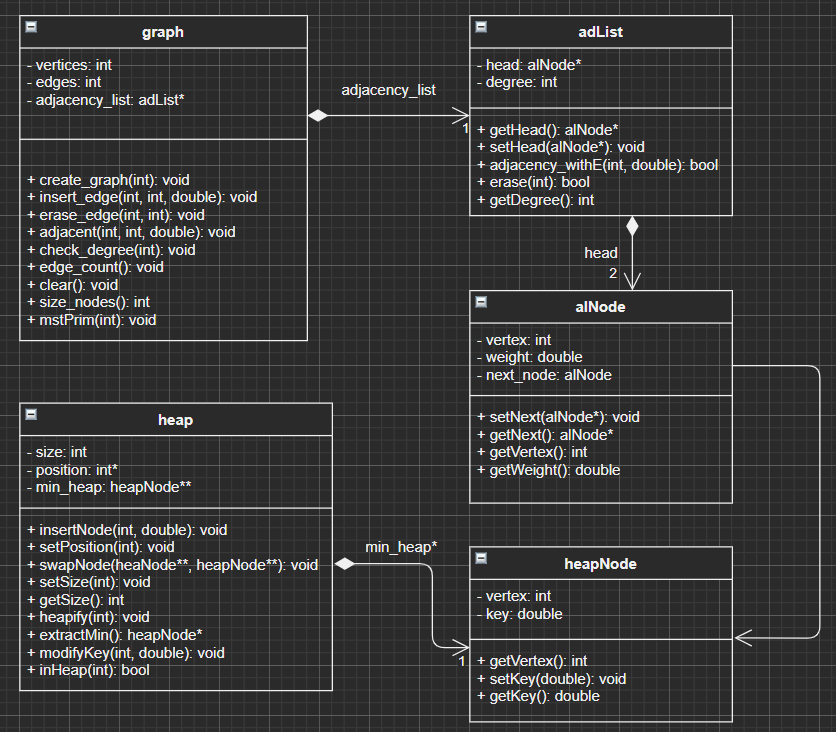 graph
- vertices: int
- edges: int
- adjacency_list: adList*
+ create_graph(int): void
+ insert_edge(int, int, double): void
+ erase_edge(int, int): void
+ adjacent(int, int, double): void
+ check_degree(int): void
+ edge_count(): void
+ clear(): void
+ size_nodes(): int
+ mstPrim(int): void
adjacency_list
1
adList
- head: alNode*
- degree: int
+ getHead(): alNode*
+ setHead(alNode*): void
+ adjacency_withE(int, double): bool
+ erase(int): bool
+ getDegree(): int
head
2
alNode
- vertex: int
- weight: double
- next_node: alNode
+ setNext(alNode*): void
+ getNext(): alNode*
+ getVertex(): int
+ getWeight(): double
heap
- size: int
- position: int*
- min_heap: heapNode**
+ insertNode(int, double): void
+ setPosition(int): void
+ swapNode(heaNode**, heapNode**): void
+ setSize(int): void
+ getSize(): int
+ heapify(int): void
+ extractMin(): heapNode*
+ modifyKey(int, double): void
+ inHeap(int): bool
min_heap*
1
heapNode
- vertex: int
- key: double
+ getVertex(): int
+ setKey(double): void
+ getKey(): double